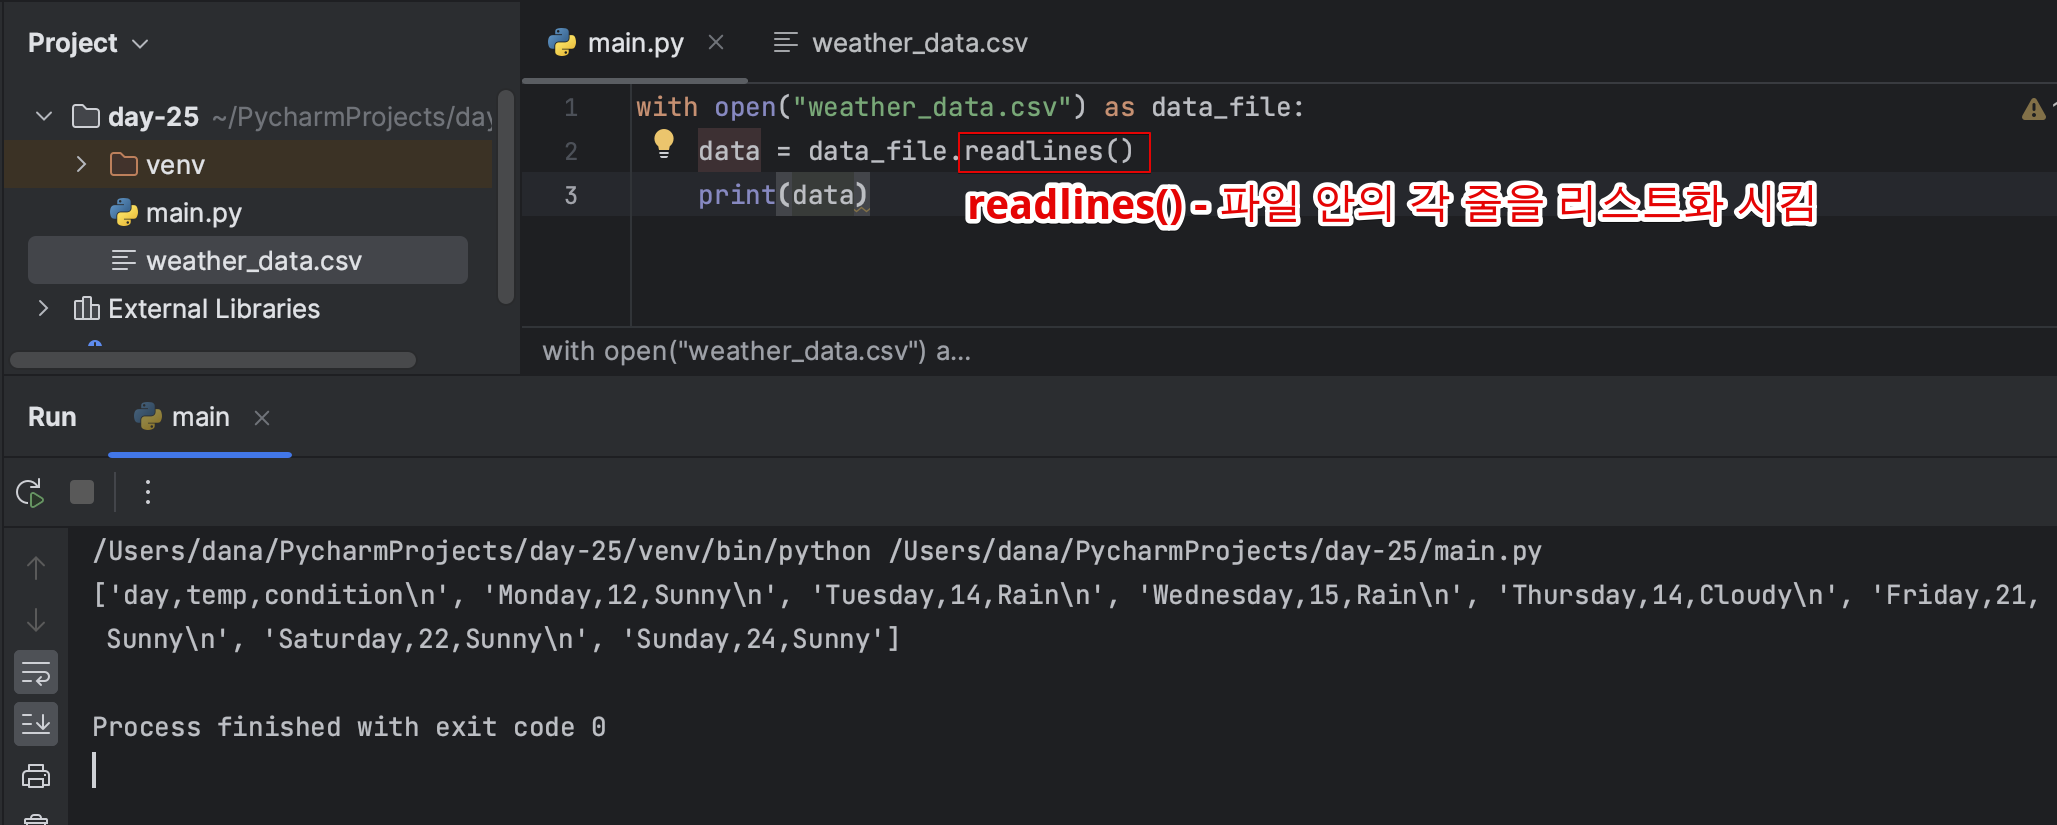 Project
main.py
weather_data.csv
day-25 ~/PycharmProjects/day
venv
main.py
weather_data.csv
External Libraries
1 with open("weather_data.csv") as data_file:
2 data = data_file.readlines()
3 print(data)
readlines() - 파일 안의 각 줄을 리스트화 시킴
with open("weather_data.csv") a...
Run main
/Users/dana/PycharmProjects/day-25/venv/bin/python /Users/dana/PycharmProjects/day-25/main.py
['day,temp,condition\n', 'Monday,12,Sunny\n', 'Tuesday,14,Rain\n', 'Wednesday,15,Rain\n', 'Thursday,14,Cloudy\n', 'Friday,21,
Sunny\n', 'Saturday,22,Sunny\n', 'Sunday,24,Sunny']
Process finished with exit code 0